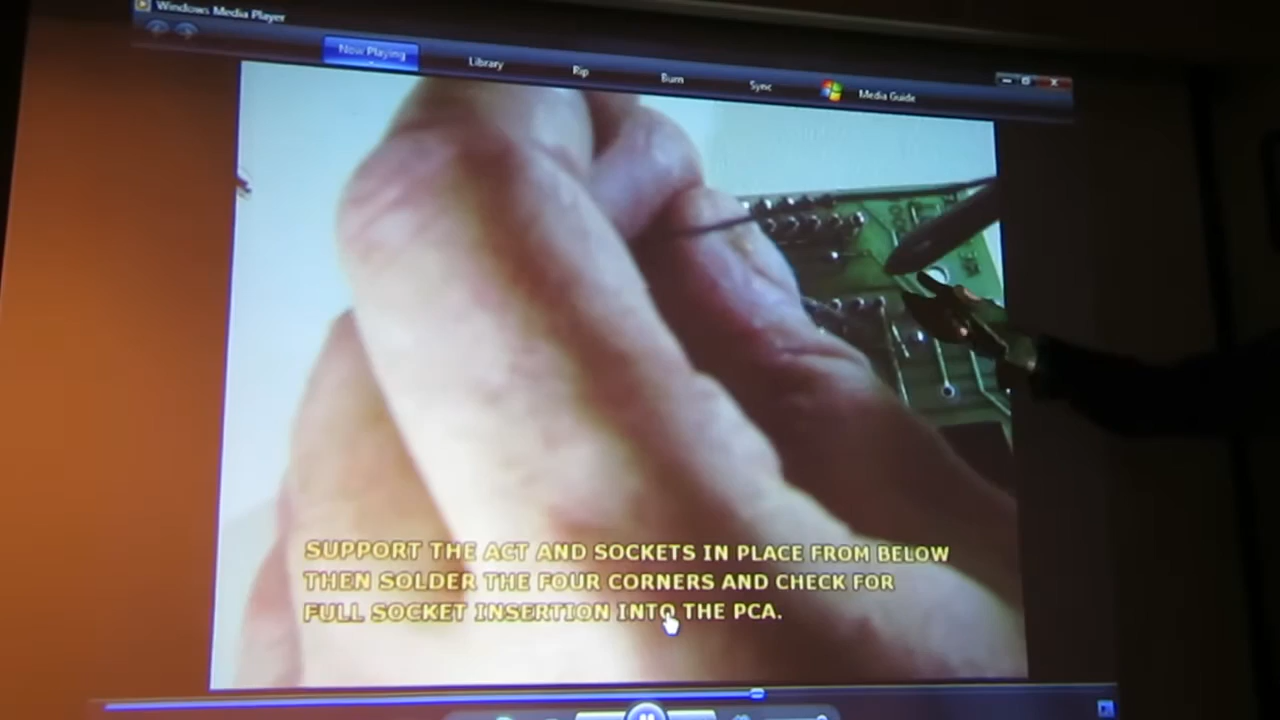 Windows Media Player
Now Playing
Library
Rip
Burn
Sync
Media Guide
SUPPORT THE ACT AND SOCKETS IN PLACE FROM BELOW
THEN SOLDER THE FOUR CORNERS AND CHECK FOR
FULL SOCKET INSERTION INTO THE PCA.